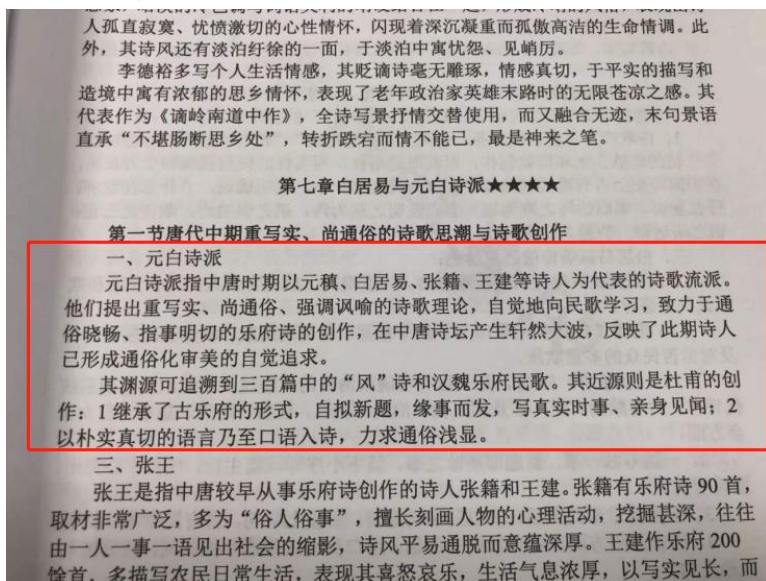 人孤直寂寞、忧愤激切的心性情怀，闪现着深沉凝重而孤傲高洁的生命情调。此
外，其诗风还有淡泊纡徐的一面，于淡泊中寓忧怨、见峭厉。
李德裕多写个人生活情感，其贬谪诗毫无雕琢，情感真切，于平实的描写和
造境中寓有浓郁的思乡情怀，表现了老年政治家英雄末路时的无限苍凉之感。其
代表作为《谪岭南道中作》，全诗写景抒情交替使用，而又融合无迹，末句景语
直承“不堪肠断思乡处”，转折跌宕而情不能已，最是神来之笔。
第七章白居易与元白诗派★★★★
第一节唐代中期重写实、尚通俗的诗歌思潮与诗歌创作
一、元白诗派
元白诗派指中唐时期以元稹、白居易、张籍、王建等诗人为代表的诗歌流派。
他们提出重写实、尚通俗、强调讽喻的诗歌理论，自觉地向民歌学习，致力于通
俗晓畅、指事明切的乐府诗的创作，在中唐诗坛产生轩然大波，反映了此期诗人
已形成通俗化审美的自觉追求。
其渊源可追溯到三百篇中的“风”诗和汉魏乐府民歌。其近源则是杜甫的创
作：1 继承了古乐府的形式，自拟新题，缘事而发，写真实时事、亲身见闻；2
以朴实真切的语言乃至口语入诗，力求通俗浅显。
三、张王
张王是指中唐较早从事乐府诗创作的诗人张籍和王建。张籍有乐府诗 90 首，
取材非常广泛，多为“俗人俗事”，擅长刻画人物的心理活动，挖掘甚深，往往
由一人一事一语见出社会的缩影，诗风平易通脱而意蕴深厚。王建作乐府 200
馀首，多描写农民日常生活，表现其喜怒哀乐，生活气息浓厚，以写实见长，而